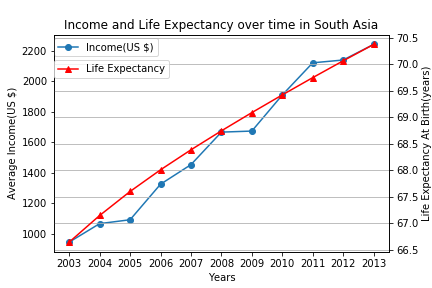 Income and Life Expectancy over time in South Asia
Income(US $)
Life Expectancy
Average Income(US $)
2200
2000
1800
1600
1400
1200
1000
70.5
70.0
69.5
69.0
68.5
68.0
67.5
67.0
66.5
Life Expectancy At Birth(years)
2003 2004 2005 2006 2007 2008 2009 2010 2011 2012 2013
Years